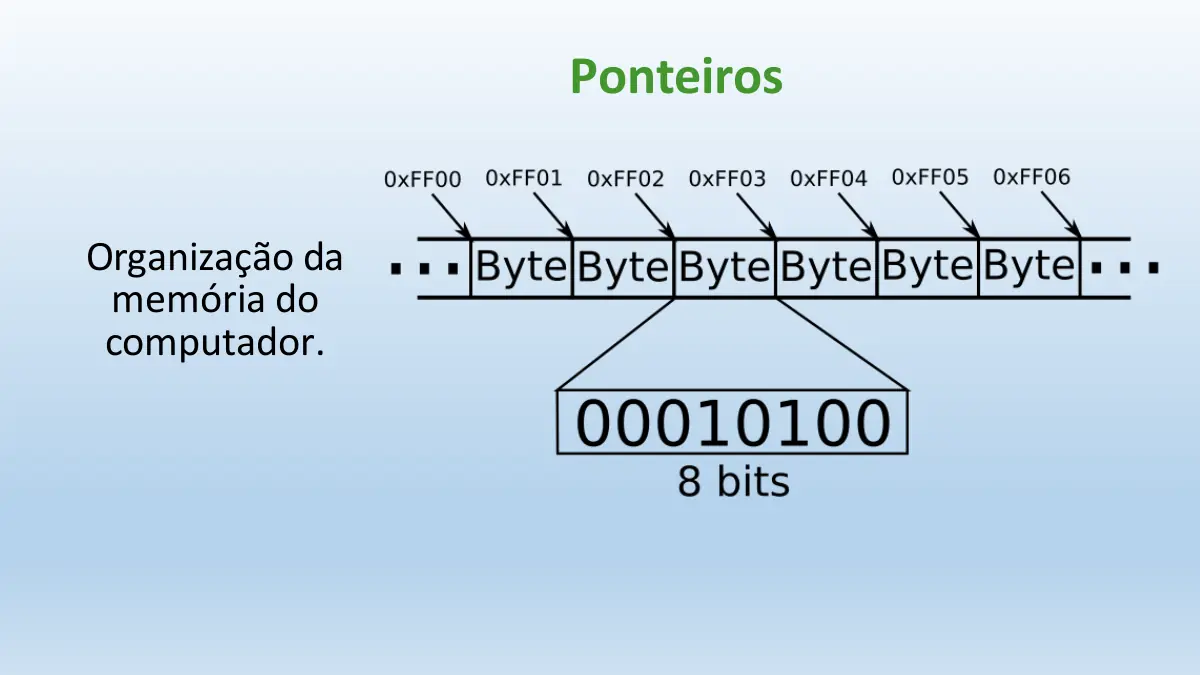 Ponteiros
0xFF00 0xFF01 0xFF02 0xFF03 0xFF04 0xFF05 0xFF06
Organização da
memória do
computador.
... Byte Byte Byte Byte Byte Byte ...
00010100
8 bits